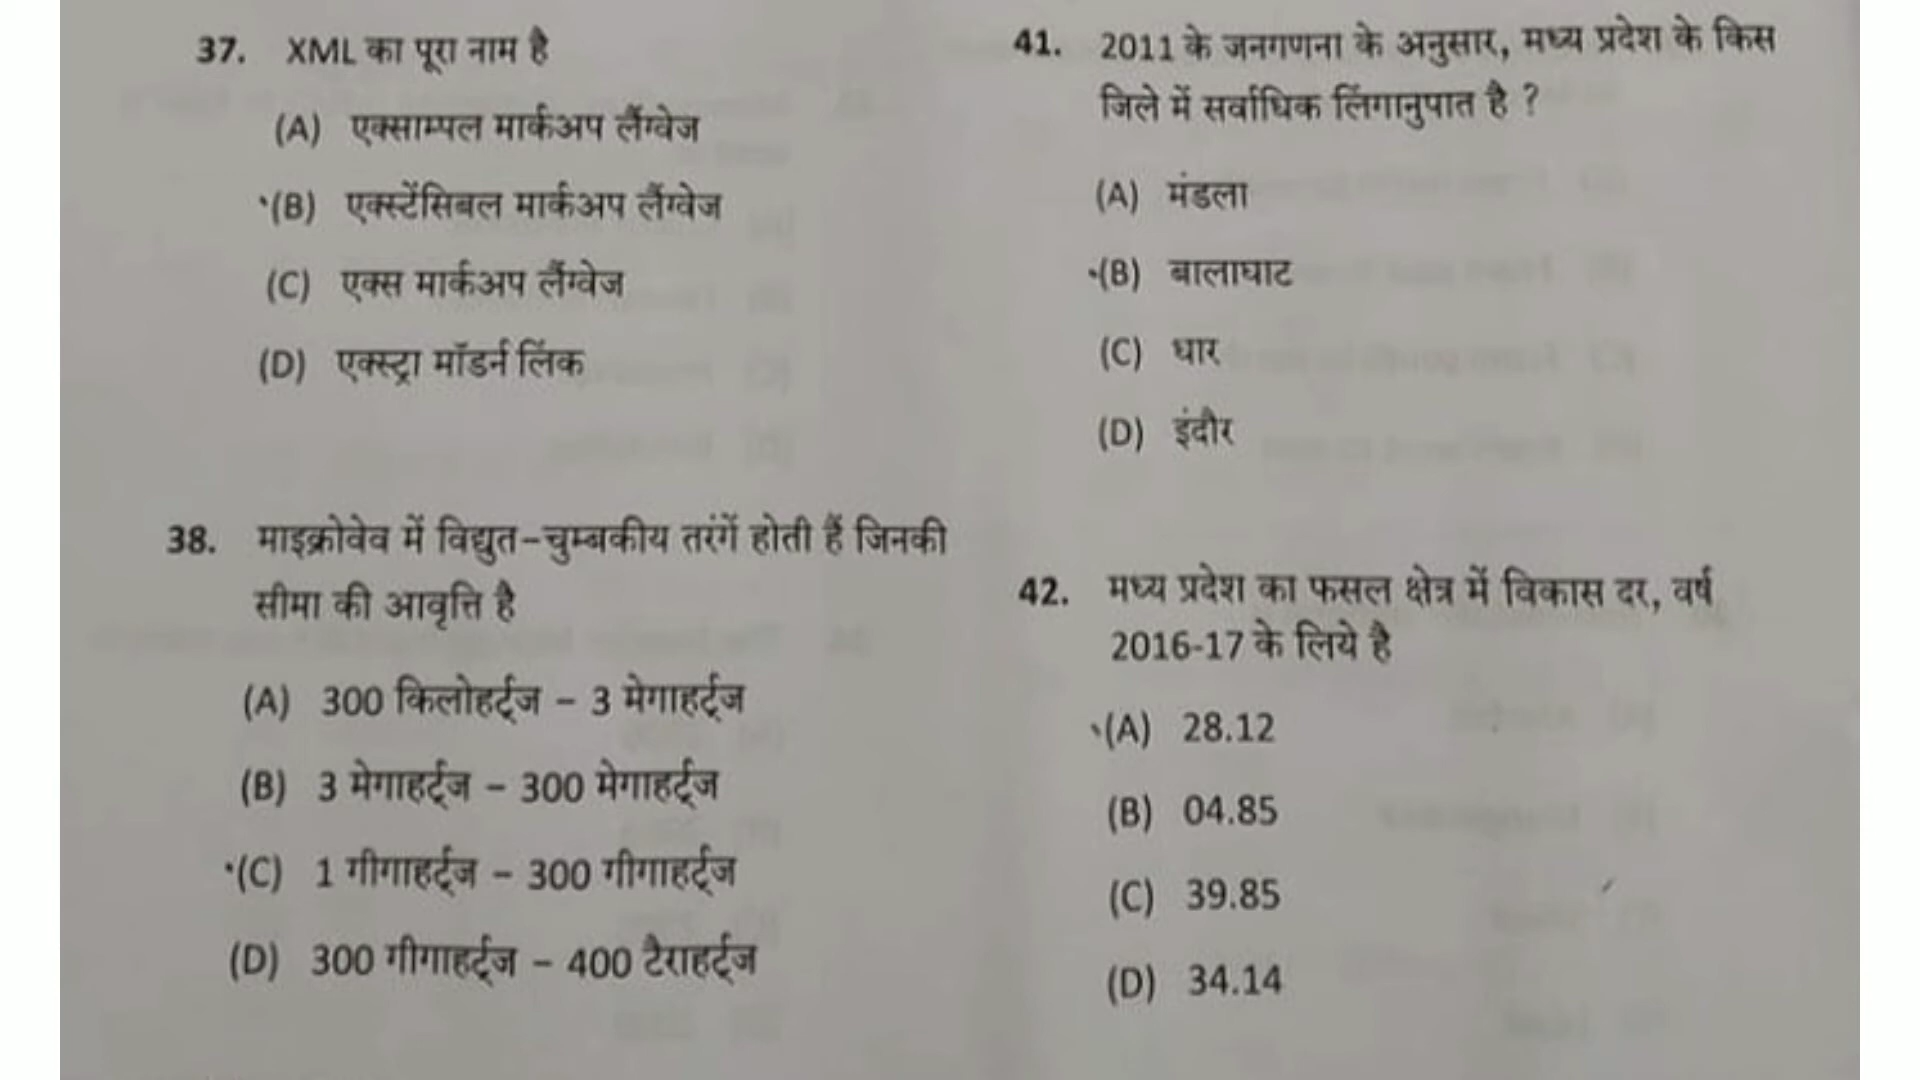 37. XML का पूरा नाम है
(A) एक्साम्पल मार्कअप लैंग्वेज
(B) एक्स्टेंसिबल मार्कअप लैंग्वेज
(C) एक्स मार्कअप लैंग्वेज
(D) एक्स्ट्रा मॉडर्न लिंक
38. माइक्रोवेव में विद्युत-चुम्बकीय तरंगें होती हैं जिनकी
सीमा की आवृत्ति है
(A) 300 किलोहर्ट्ज – 3 मेगाहर्ट्ज
(B) 3 मेगाहर्ट्ज – 300 मेगाहर्ट्ज
(C) 1 गीगाहर्ट्ज – 300 गीगाहर्ट्ज
(D) 300 गीगाहर्ट्ज – 400 टैराहर्ट्ज
41. 2011 के जनगणना के अनुसार, मध्य प्रदेश के किस
जिले में सर्वाधिक लिंगानुपात है ?
(A) मंडला
(B) बालाघाट
(C) धार
(D) इंदौर
42. मध्य प्रदेश का फसल क्षेत्र में विकास दर, वर्ष
2016-17 के लिये है
(A) 28.12
(B) 04.85
(C) 39.85
(D) 34.14